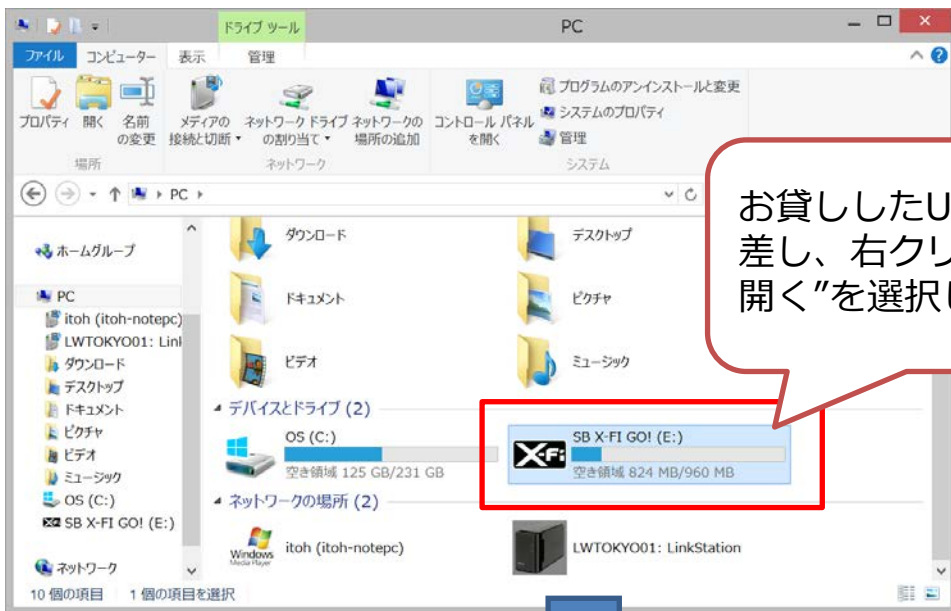 ドライブ ツール
PC
ファイル
コンピューター
表示
管理
プロパティ
開く
名前
の変更
メディアの
接続と切断
ネットワーク ドライブ
の割り当て
ネットワークの
場所の追加
コントロール パネル
を開く
プログラムのアンインストールと変更
システムのプロパティ
管理
場所
ネットワーク
システム
PC
お貸ししたU
差し、右クリ
開く”を選択し
ホームグループ
PC
itoh (itoh-notepc)
LWTOKYO01: Link
ダウンロード
デスクトップ
ドキュメント
ピクチャ
ビデオ
ミュージック
OS (C:)
SB X-FI GO! (E:)
ネットワーク
ダウンロード
デスクトップ
ドキュメント
ピクチャ
ビデオ
ミュージック
デバイスとドライブ (2)
OS (C:)
空き領域 125 GB/231 GB
X-Fi
SB X-FI GO! (E:)
空き領域 824 MB/960 MB
ネットワークの場所 (2)
Windows
Media Player
itoh (itoh-notepc)
LWTOKYO01: LinkStation
10 個の項目
1 個の項目を選択